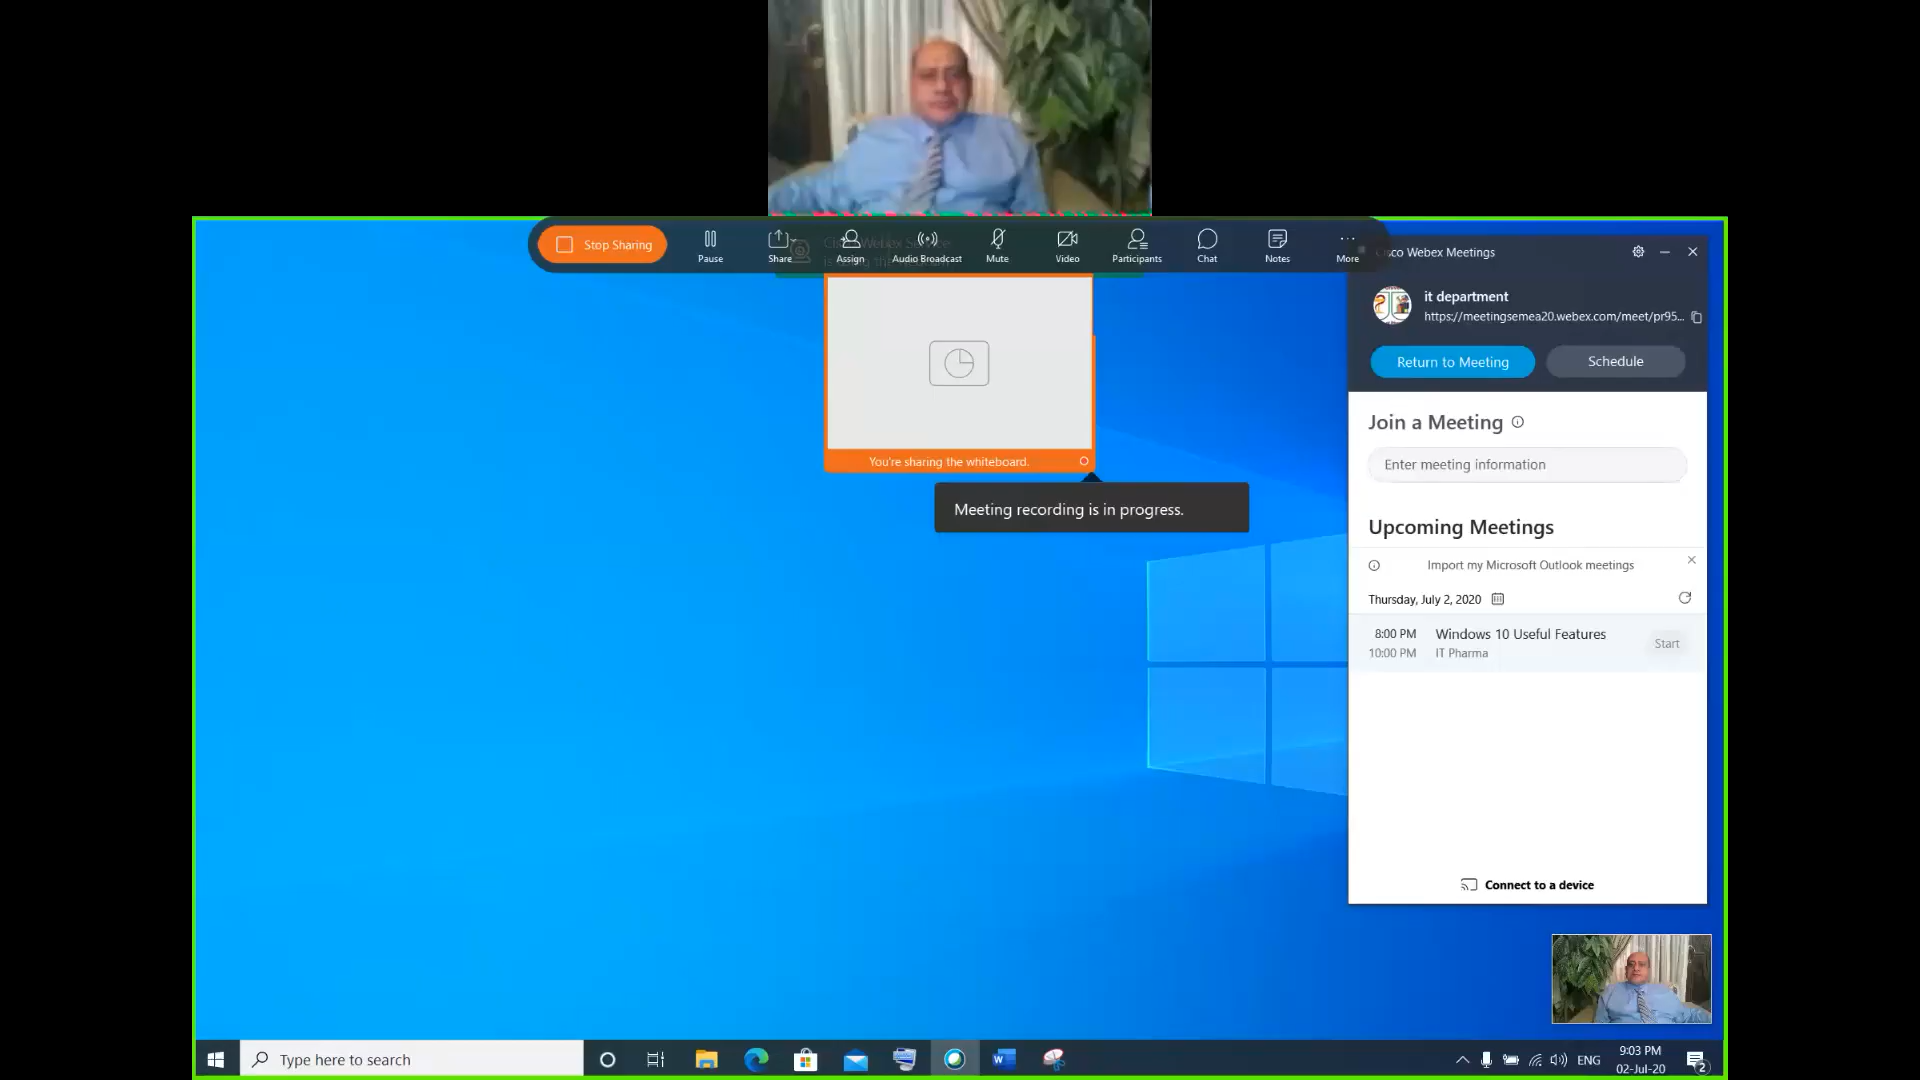 Stop Sharing
Pause
Share
Assign
Audio Broadcast
Mute
Video
Participants
Chat
Notes
More
Cisco Webex Meetings
it department
https://meetingsemea20.webex.com/meet/pr95...
Return to Meeting
Schedule
You're sharing the whiteboard.
Meeting recording is in progress.
Join a Meeting
Enter meeting information
Upcoming Meetings
Import my Microsoft Outlook meetings
Thursday, July 2, 2020
8:00 PM Windows 10 Useful Features
10:00 PM IT Pharma
Start
Connect to a device
Type here to search
ENG
9:03 PM
02-Jul-20
2